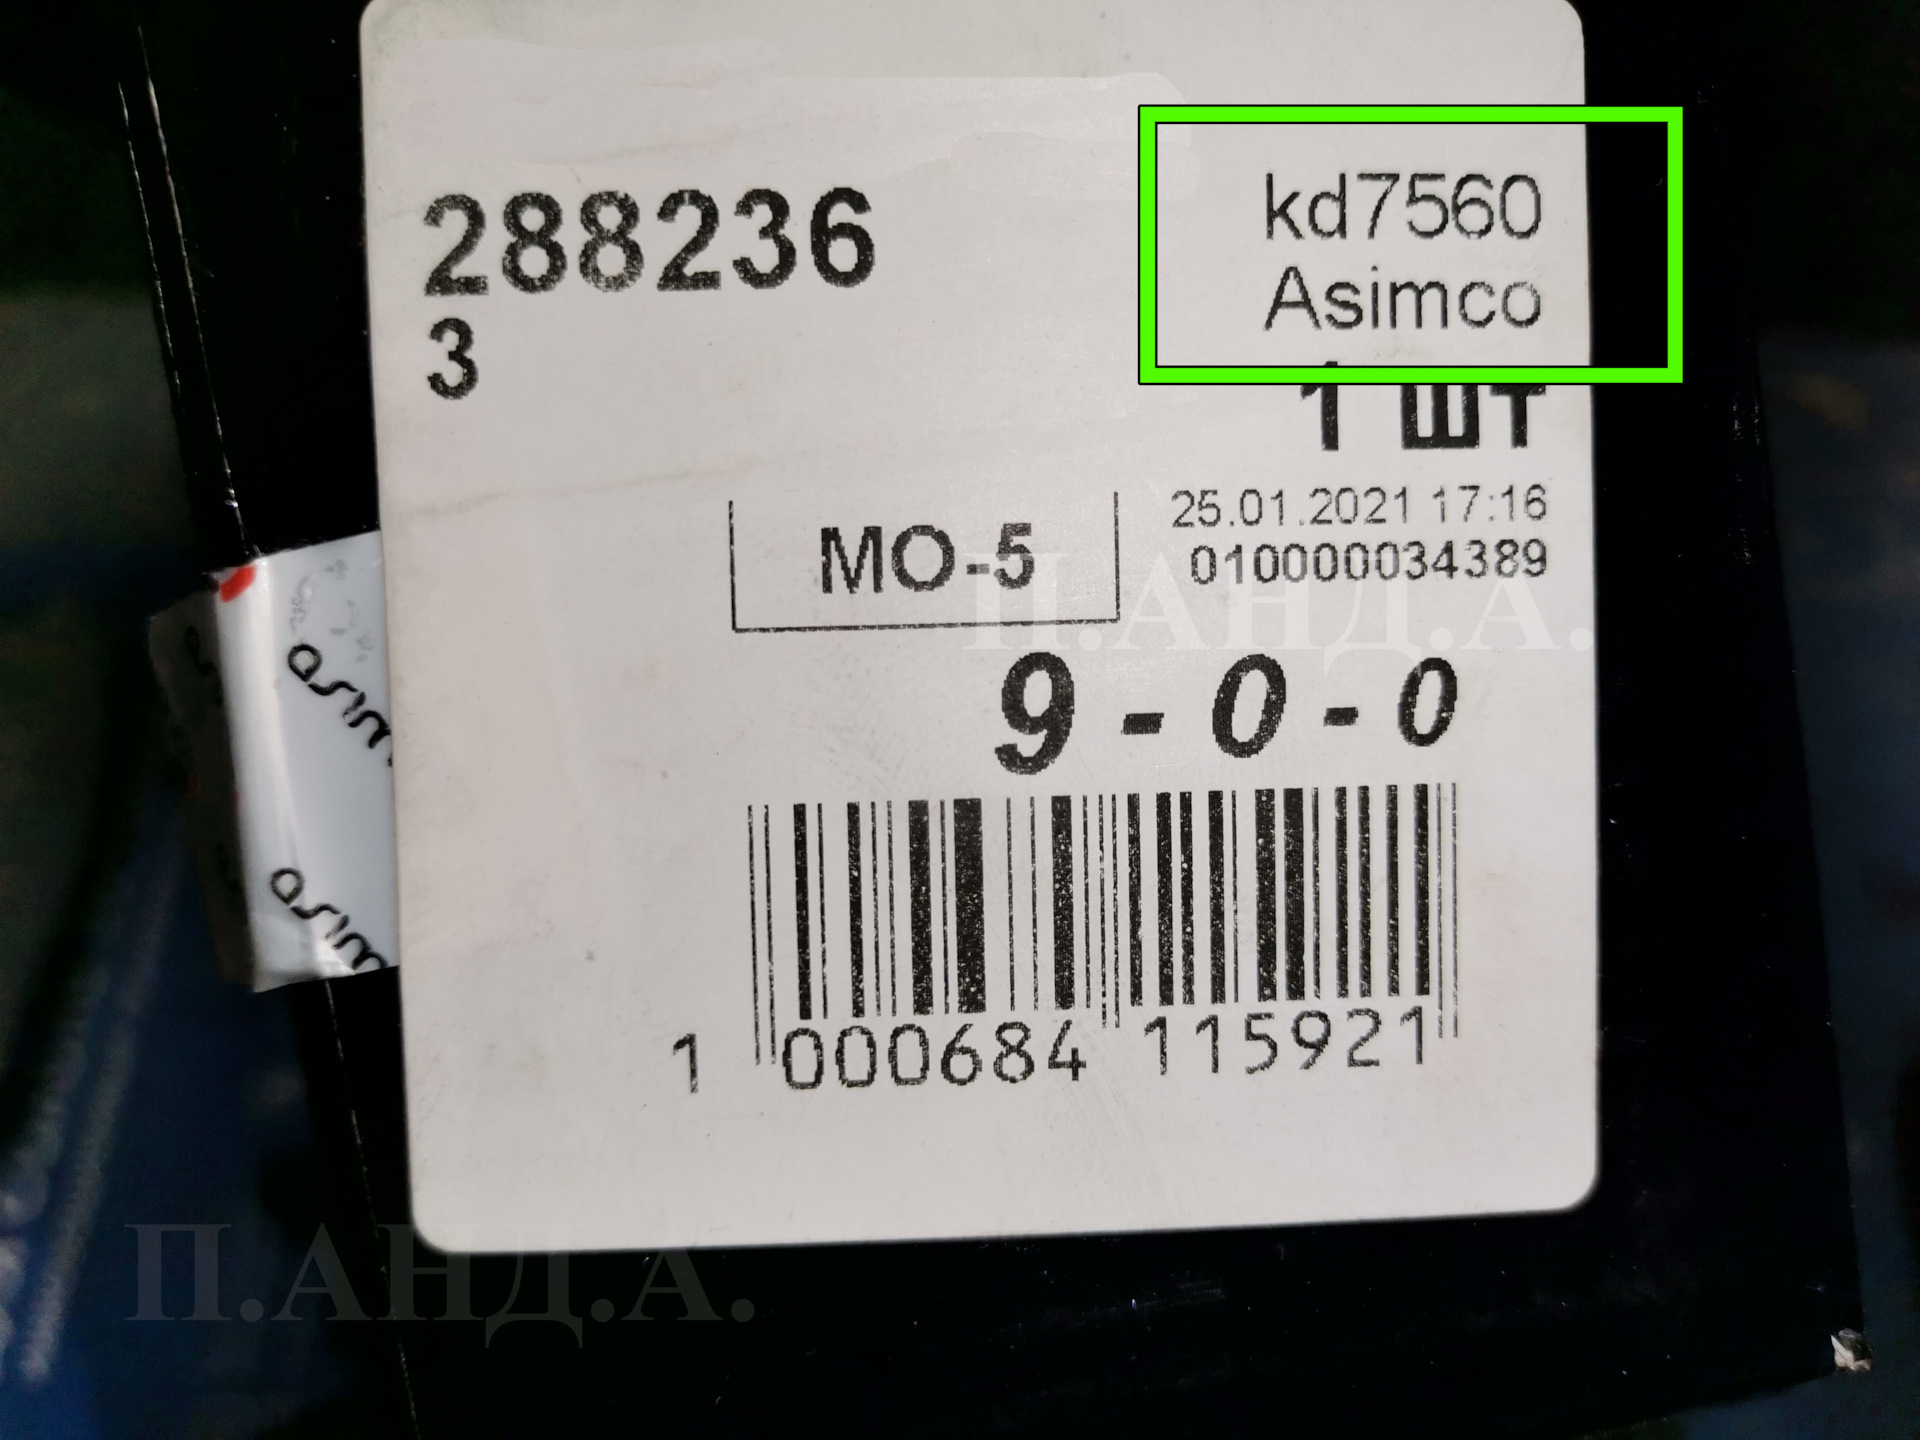 288236
3
kd7560
Asimco
1 шт
25.01.2021 17:16
010000034389
МО-5
П.АНД.А.
9-0-0
1 000684 115921
П.АНД.А.